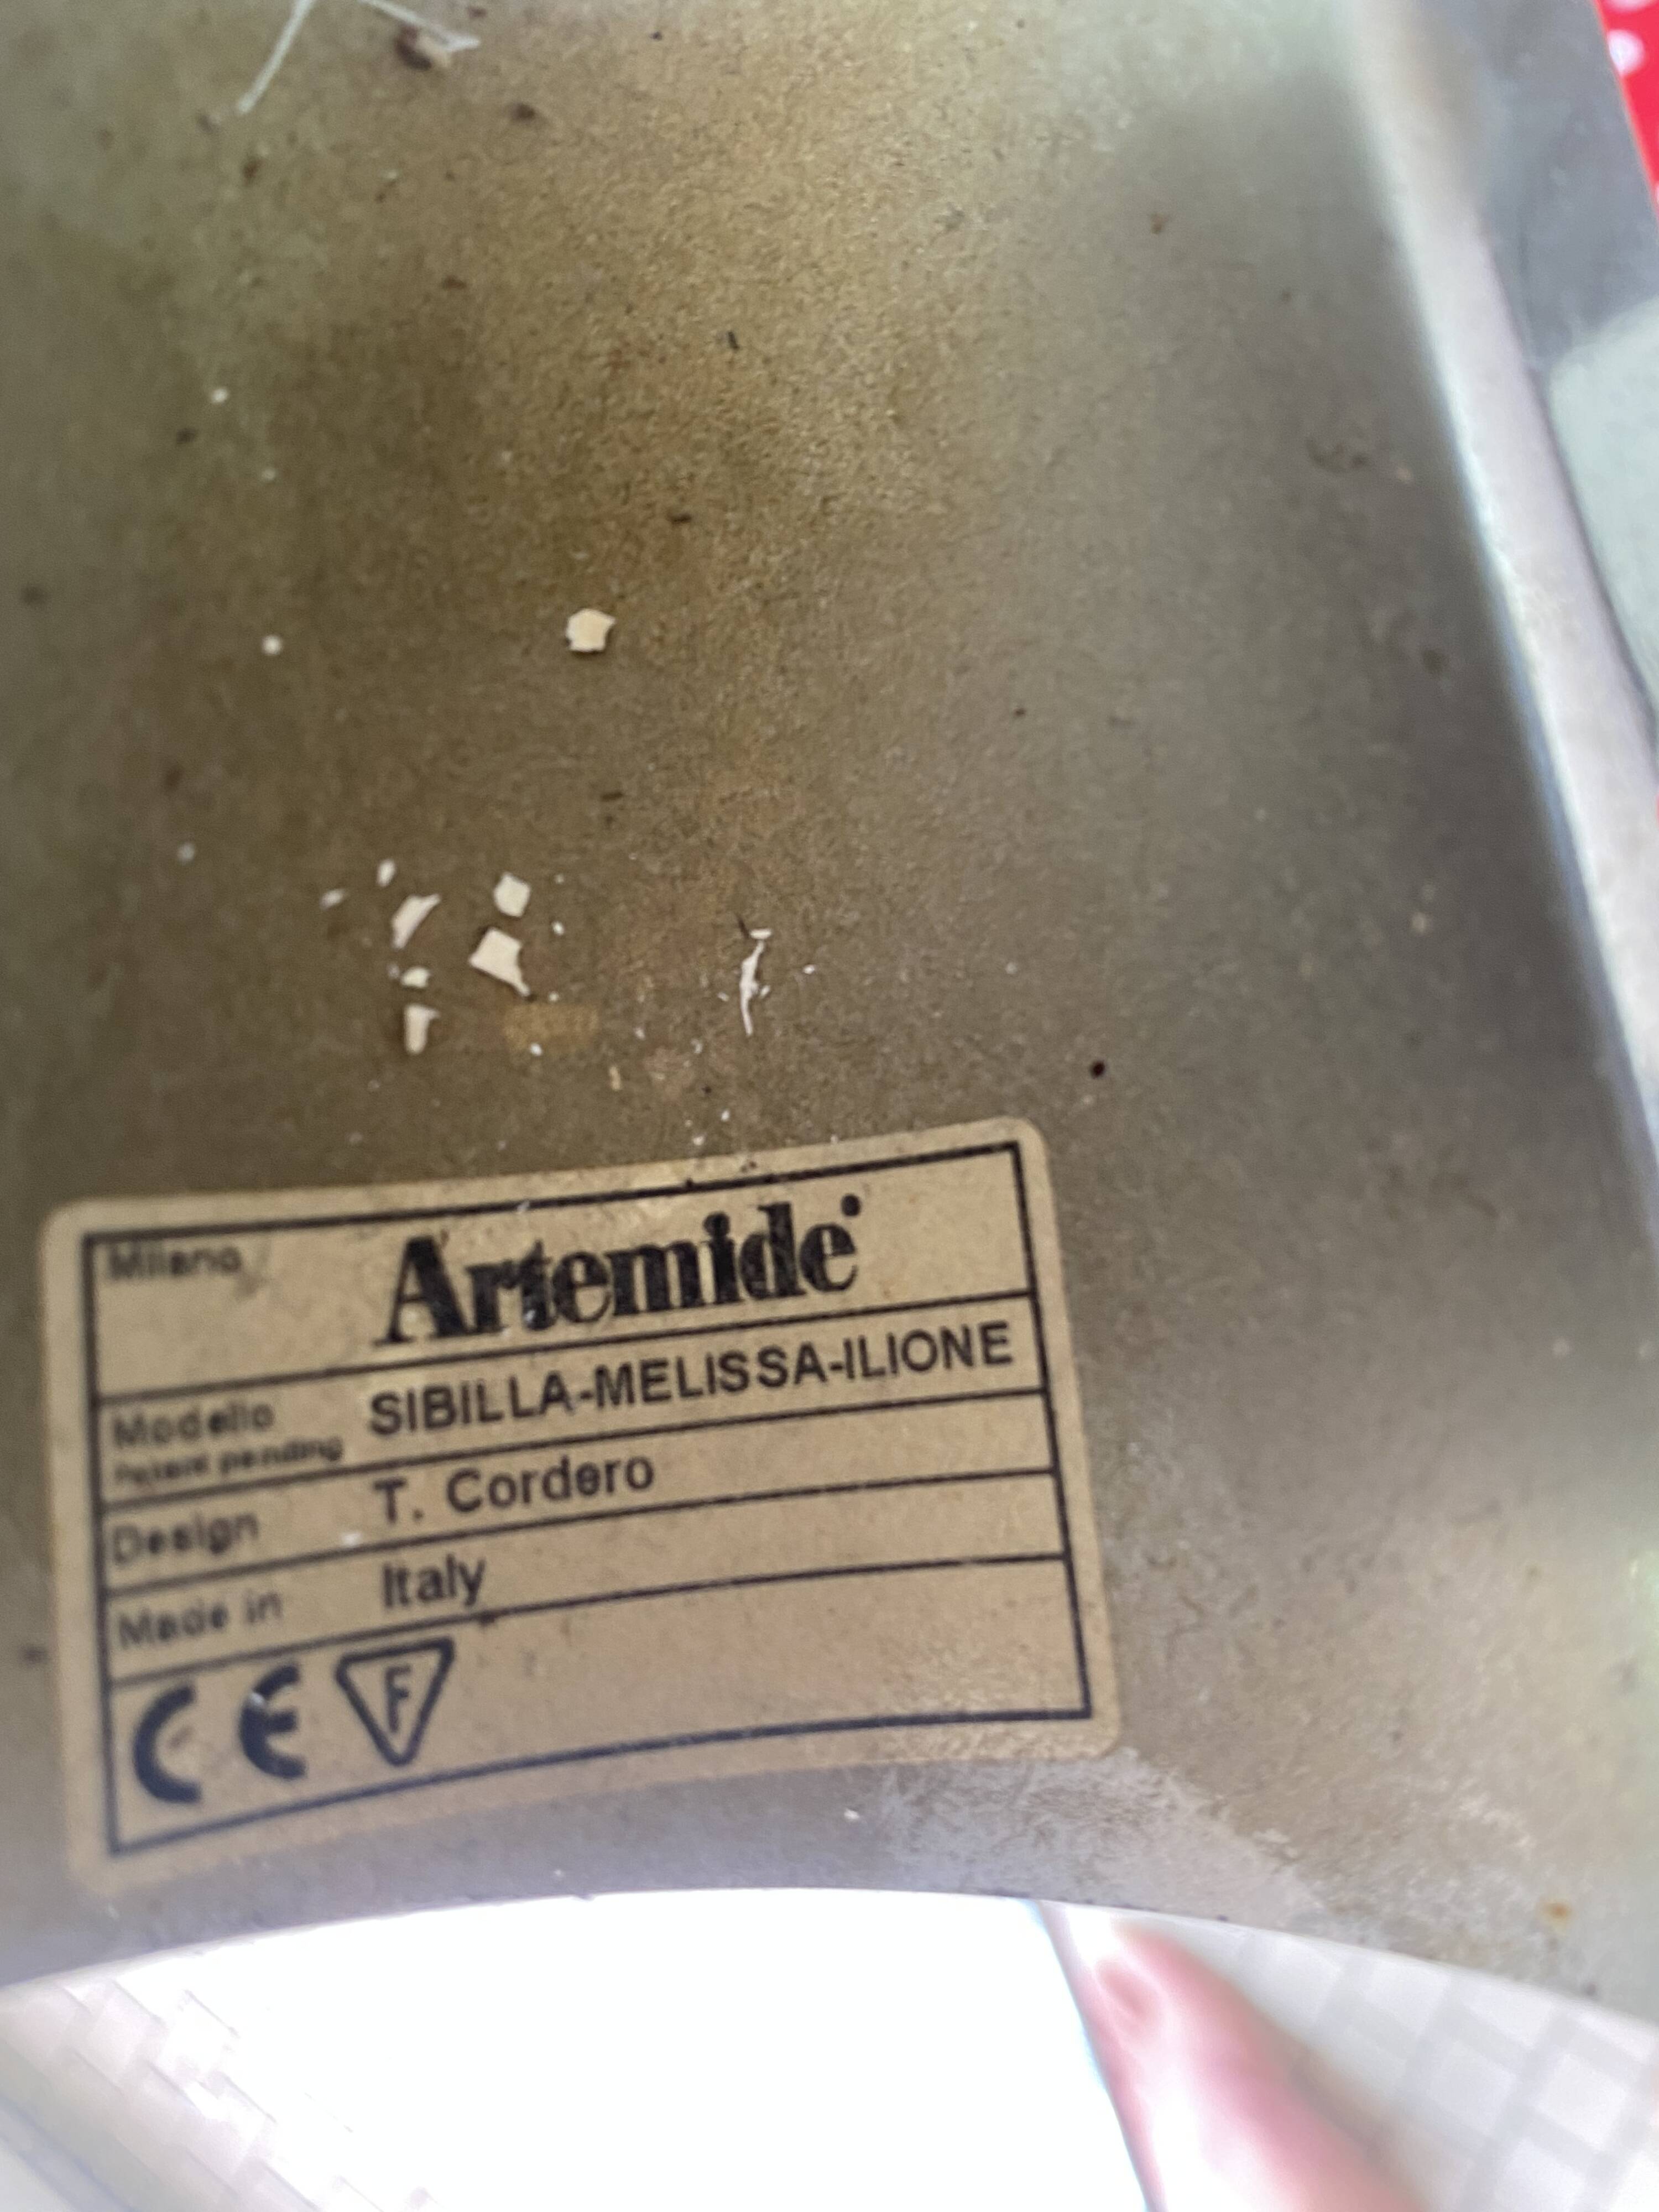 Milano
Artemide
Modello SIBILLA-MELISSA-ILIONE
Patent pending
Design T. Cordero
Made in Italy
CE F